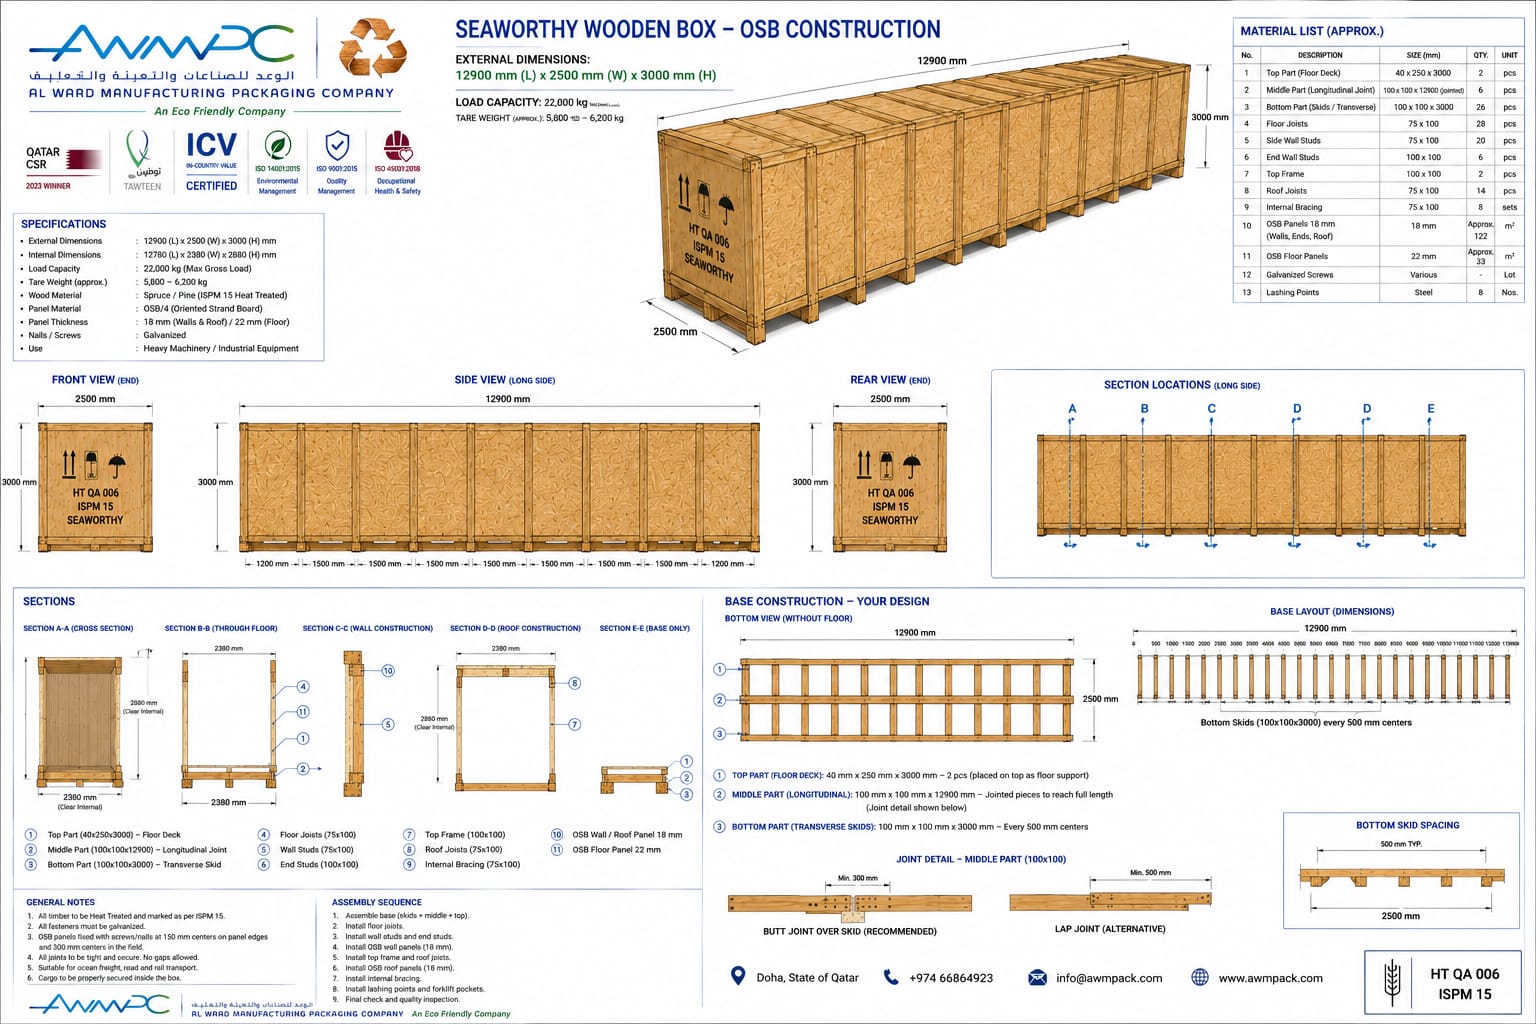 AWMPC
الوعد للصناعات والتعبئة والتغليف
AL WARD MANUFACTURING PACKAGING COMPANY
An Eco Friendly Company
QATAR
CSR
2023 WINNER
توطين
TAWTEEN
ICV
IN-COUNTRY VALUE
CERTIFIED
ISO 14001:2015
Environmental
Management
ISO 9001:2015
Quality
Management
ISO 45001:2018
Occupational
Health & Safety
SEAWORTHY WOODEN BOX – OSB CONSTRUCTION
EXTERNAL DIMENSIONS:
12900 mm (L) x 2500 mm (W) x 3000 mm (H)
LOAD CAPACITY: 22,000 kg
TARE WEIGHT (APPROX.): 5,800 – 6,200 kg
12900 mm
3000 mm
2500 mm
HT QA 006
ISPM 15
SEAWORTHY
MATERIAL LIST (APPROX.)
No. DESCRIPTION SIZE (mm) QTY. UNIT
1 Top Part (Floor Deck) 40 x 250 x 3000 2 pcs
2 Middle Part (Longitudinal Joint) 100 x 100 x 12900 (jointed) 6 pcs
3 Bottom Part (Skids / Transverse) 100 x 100 x 3000 26 pcs
4 Floor Joists 75 x 100 28 pcs
5 Side Wall Studs 75 x 100 20 pcs
6 End Wall Studs 100 x 100 6 pcs
7 Top Frame 100 x 100 2 pcs
8 Roof Joists 75 x 100 14 pcs
9 Internal Bracing 75 x 100 8 sets
10 OSB Panels 18 mm (Walls, Ends, Roof) 18 mm Approx. 122 m²
11 OSB Floor Panels 22 mm Approx. 33 m²
12 Galvanized Screws Various - Lot
13 Lashing Points Steel 8 Nos.
SPECIFICATIONS
• External Dimensions : 12900 (L) x 2500 (W) x 3000 (H) mm
• Internal Dimensions : 12780 (L) x 2380 (W) x 2880 (H) mm
• Load Capacity : 22,000 kg (Max Gross Load)
• Tare Weight (approx.) : 5,800 – 6,200 kg
• Wood Material : Spruce / Pine (ISPM 15 Heat Treated)
• Panel Material : OSB/4 (Oriented Strand Board)
• Panel Thickness : 18 mm (Walls & Roof) / 22 mm (Floor)
• Nails / Screws : Galvanized
• Use : Heavy Machinery / Industrial Equipment
FRONT VIEW (END)
2500 mm
3000 mm
HT QA 006
ISPM 15
SEAWORTHY
SIDE VIEW (LONG SIDE)
12900 mm
3000 mm
1200 mm 1500 mm 1500 mm 1500 mm 1500 mm 1500 mm 1500 mm 1500 mm 1200 mm
REAR VIEW (END)
2500 mm
3000 mm
HT QA 006
ISPM 15
SEAWORTHY
SECTION LOCATIONS (LONG SIDE)
A B C D D E
SECTIONS
SECTION A-A (CROSS SECTION)
2880 mm
(Clear Internal)
2380 mm
(Clear Internal)
SECTION B-B (THROUGH FLOOR)
2380 mm
4
11
1
2
2380 mm
SECTION C-C (WALL CONSTRUCTION)
10
5
SECTION D-D (ROOF CONSTRUCTION)
2380 mm
8
2880 mm
(Clear Internal)
7
SECTION E-E (BASE ONLY)
1
2
3
1 Top Part (40x250x3000) – Floor Deck
2 Middle Part (100x100x12900) – Longitudinal Joint
3 Bottom Part (100x100x3000) – Transverse Skid
4 Floor Joists (75x100)
5 Wall Studs (75x100)
6 End Studs (100x100)
7 Top Frame (100x100)
8 Roof Joists (75x100)
9 Internal Bracing (75x100)
10 OSB Wall / Roof Panel 18 mm
11 OSB Floor Panel 22 mm
BASE CONSTRUCTION – YOUR DESIGN
BOTTOM VIEW (WITHOUT FLOOR)
12900 mm
1
2
3
2500 mm
BASE LAYOUT (DIMENSIONS)
12900 mm
0 500 1000 1500 2000 2500 3000
Bottom Skids (100x100x3000) every 500 mm centers
1 TOP PART (FLOOR DECK): 40 mm x 250 mm x 3000 mm – 2 pcs (placed on top as floor support)
2 MIDDLE PART (LONGITUDINAL): 100 mm x 100 mm x 12900 mm – Jointed pieces to reach full length
(Joint detail shown below)
3 BOTTOM PART (TRANSVERSE SKIDS): 100 mm x 100 mm x 3000 mm – Every 500 mm centers
JOINT DETAIL – MIDDLE PART (100x100)
Min. 300 mm
BUTT JOINT OVER SKID (RECOMMENDED)
Min. 500 mm
LAP JOINT (ALTERNATIVE)
BOTTOM SKID SPACING
500 mm TYP.
2500 mm
GENERAL NOTES
1. All timber to be Heat Treated and marked as per ISPM 15.
2. All fasteners must be galvanized.
3. OSB panels fixed with screws/nails at 150 mm centers on panel edges
and 300 mm centers in the field.
4. All joints to be tight and secure. No gaps allowed.
5. Suitable for ocean freight, road and rail transport.
6. Cargo to be properly secured inside the box.
ASSEMBLY SEQUENCE
1. Assemble base (skids + middle + top).
2. Install floor joists.
3. Install wall studs and end studs.
4. Install OSB wall panels (18 mm).
5. Install top frame and roof joists.
6. Install OSB roof panels (18 mm).
7. Install internal bracing.
8. Install lashing points and forklift pockets.
9. Final check and quality inspection.
AWMPC
الوعد للصناعات والتعبئة والتغليف
AL WARD MANUFACTURING PACKAGING COMPANY An Eco Friendly Company
Doha, State of Qatar
+974 66864923
info@awmpack.com
www.awmpack.com
HT QA 006
ISPM 15